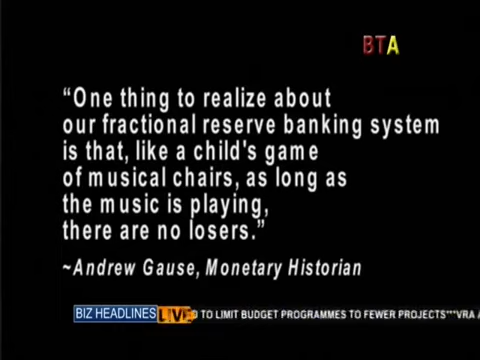 BTA
“One thing to realize about
our fractional reserve banking system
is that, like a child's game
of musical chairs, as long as
the music is playing,
there are no losers.”
~Andrew Gause, Monetary Historian
BIZ HEADLINES LIVE TO LIMIT BUDGET PROGRAMMES TO FEWER PROJECTS***VRA